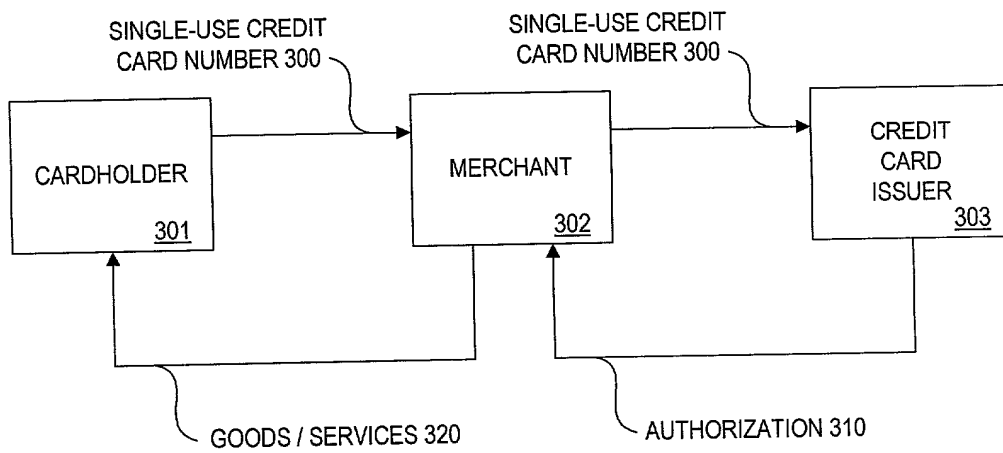 SINGLE-USE CREDIT
CARD NUMBER 300
SINGLE-USE CREDIT
CARD NUMBER 300
CARDHOLDER
301
MERCHANT
302
CREDIT
CARD
ISSUER
303
GOODS / SERVICES 320
AUTHORIZATION 310